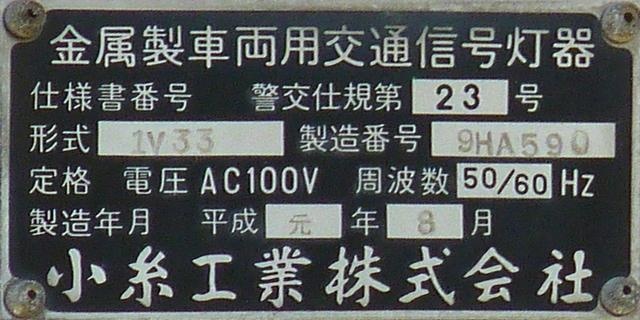 金属製車両用交通信号灯器
仕様書番号 警交仕規第 23 号
形式 1V33 製造番号 9HA590
定格 電圧 AC100V 周波数 50/60 Hz
製造年月 平成 元 年 8 月
小糸工業株式会社